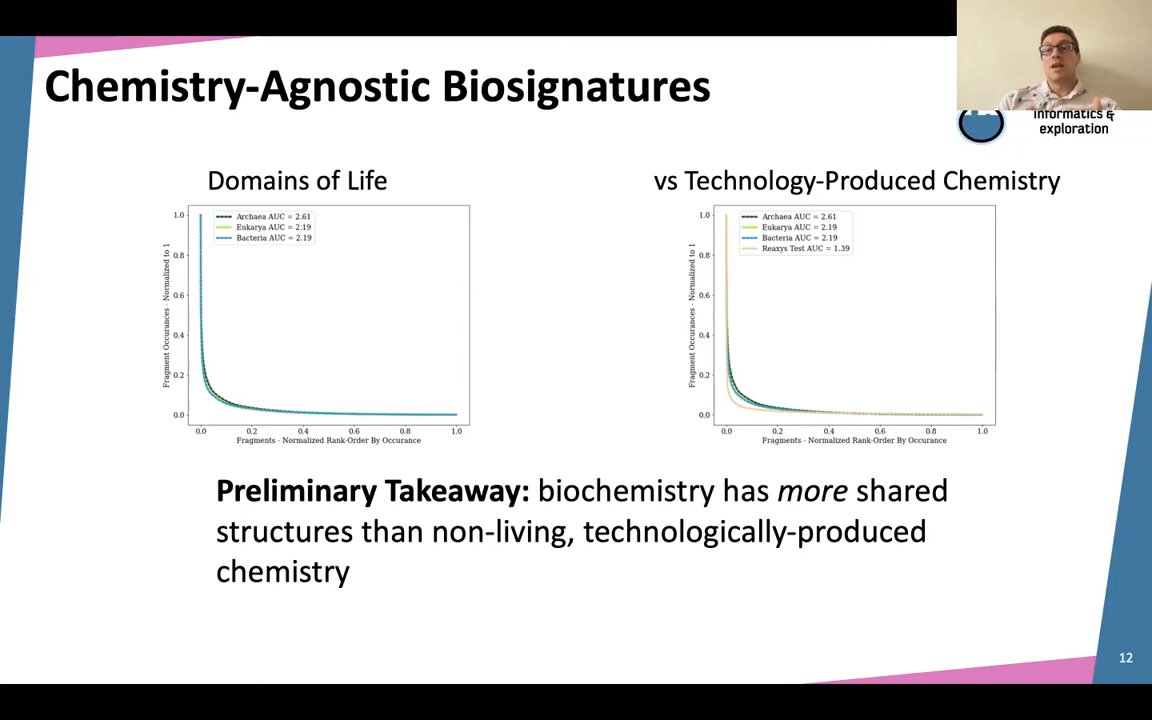 Chemistry-Agnostic Biosignatures
informatics &
exploration
Domains of Life
1.0
0.8
0.6
0.4
0.2
0.0
Fragment Occurances - Normalized to 1
Archaea AUC = 2.61
Eukarya AUC = 2.19
Bacteria AUC = 2.19
0.0 0.2 0.4 0.6 0.8 1.0
Fragments - Normalized Rank-Order By Occurance
vs Technology-Produced Chemistry
1.0
0.8
0.6
0.4
0.2
0.0
Fragment Occurances - Normalized to 1
Archaea AUC = 2.61
Eukarya AUC = 2.19
Bacteria AUC = 2.19
Reaxys Test AUC = 1.39
0.0 0.2 0.4 0.6 0.8 1.0
Fragments - Normalized Rank-Order By Occurance
Preliminary Takeaway: biochemistry has more shared
structures than non-living, technologically-produced
chemistry
12